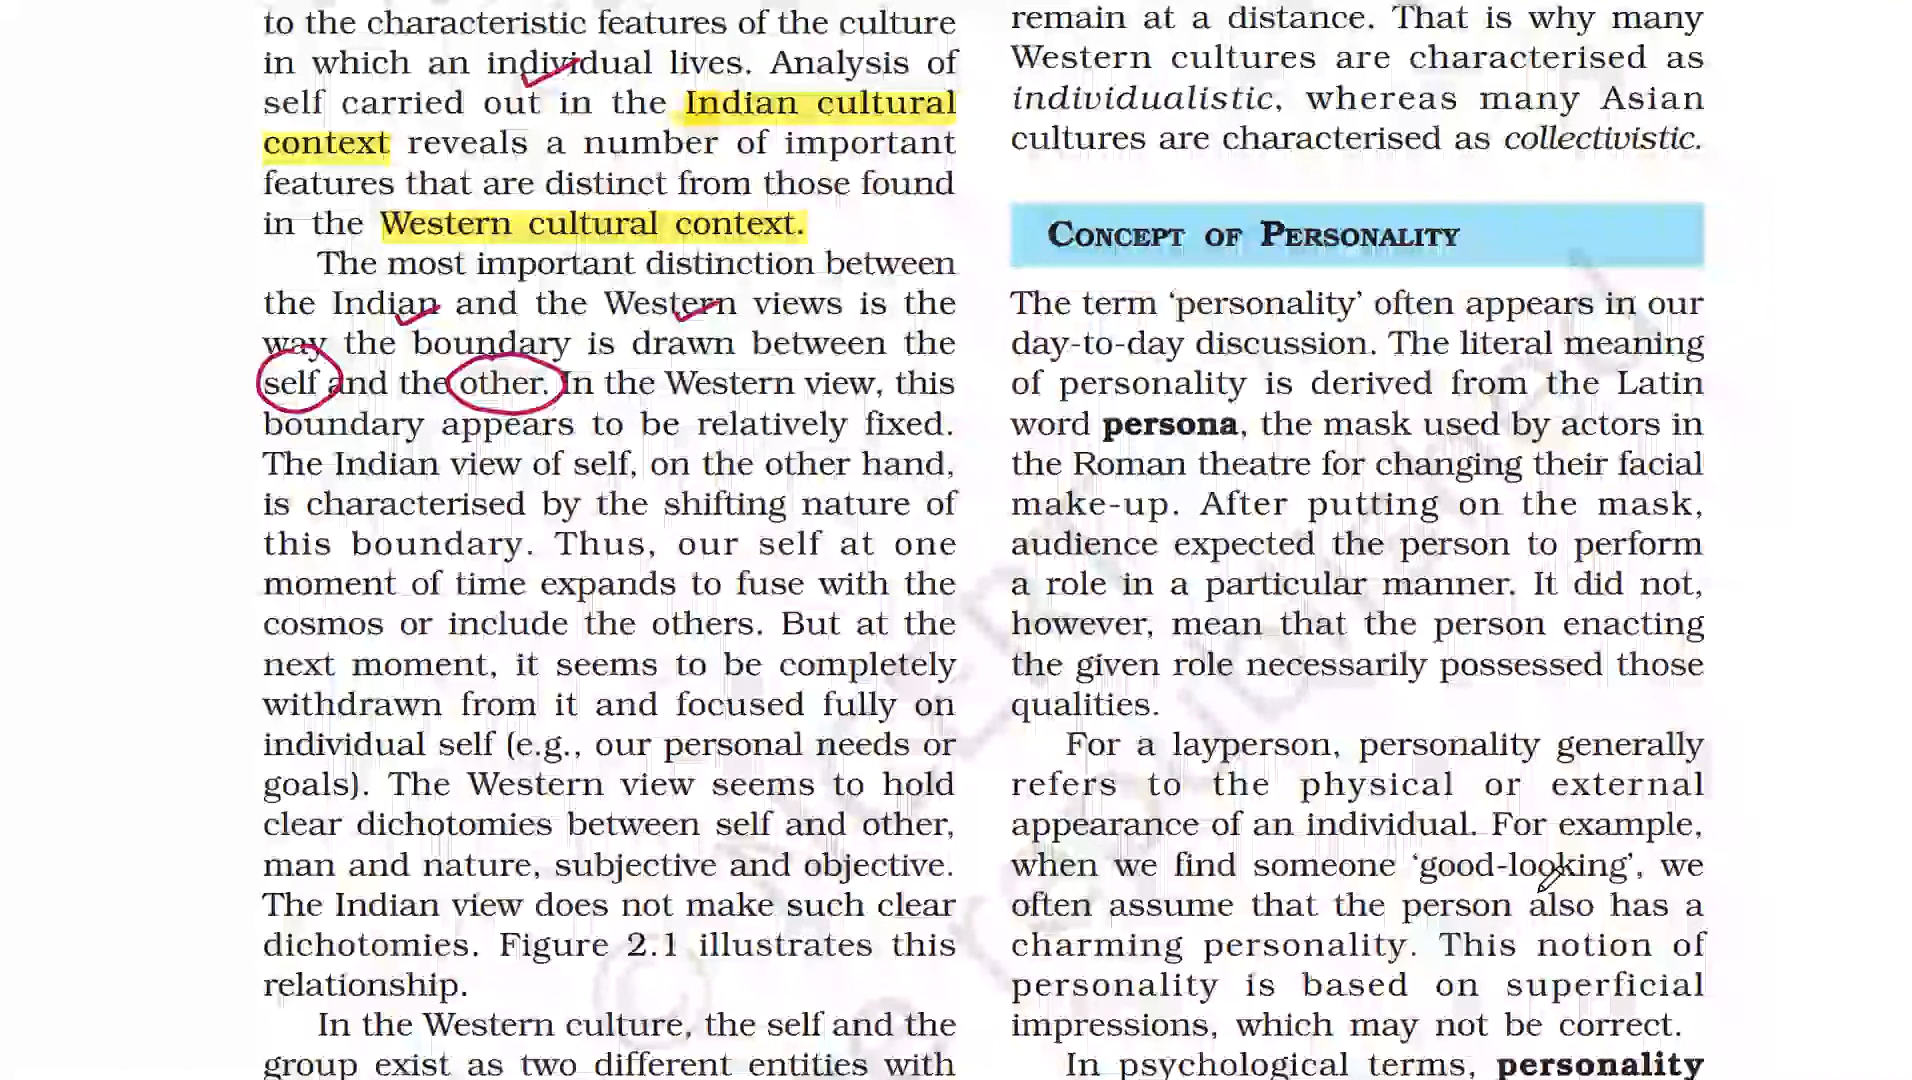 to the characteristic features of the culture
in which an individual lives. Analysis of
self carried out in the Indian cultural
context reveals a number of important
features that are distinct from those found
in the Western cultural context.
The most important distinction between
the Indian and the Western views is the
way the boundary is drawn between the
self and the other. In the Western view, this
boundary appears to be relatively fixed.
The Indian view of self, on the other hand,
is characterised by the shifting nature of
this boundary. Thus, our self at one
moment of time expands to fuse with the
cosmos or include the others. But at the
next moment, it seems to be completely
withdrawn from it and focused fully on
individual self (e.g., our personal needs or
goals). The Western view seems to hold
clear dichotomies between self and other,
man and nature, subjective and objective.
The Indian view does not make such clear
dichotomies. Figure 2.1 illustrates this
relationship.
In the Western culture, the self and the
group exist as two different entities with
remain at a distance. That is why many
Western cultures are characterised as
individualistic, whereas many Asian
cultures are characterised as collectivistic.
CONCEPT OF PERSONALITY
The term ‘personality’ often appears in our
day-to-day discussion. The literal meaning
of personality is derived from the Latin
word persona, the mask used by actors in
the Roman theatre for changing their facial
make-up. After putting on the mask,
audience expected the person to perform
a role in a particular manner. It did not,
however, mean that the person enacting
the given role necessarily possessed those
qualities.
For a layperson, personality generally
refers to the physical or external
appearance of an individual. For example,
when we find someone ‘good-looking’, we
often assume that the person also has a
charming personality. This notion of
personality is based on superficial
impressions, which may not be correct.
In psychological terms, personality